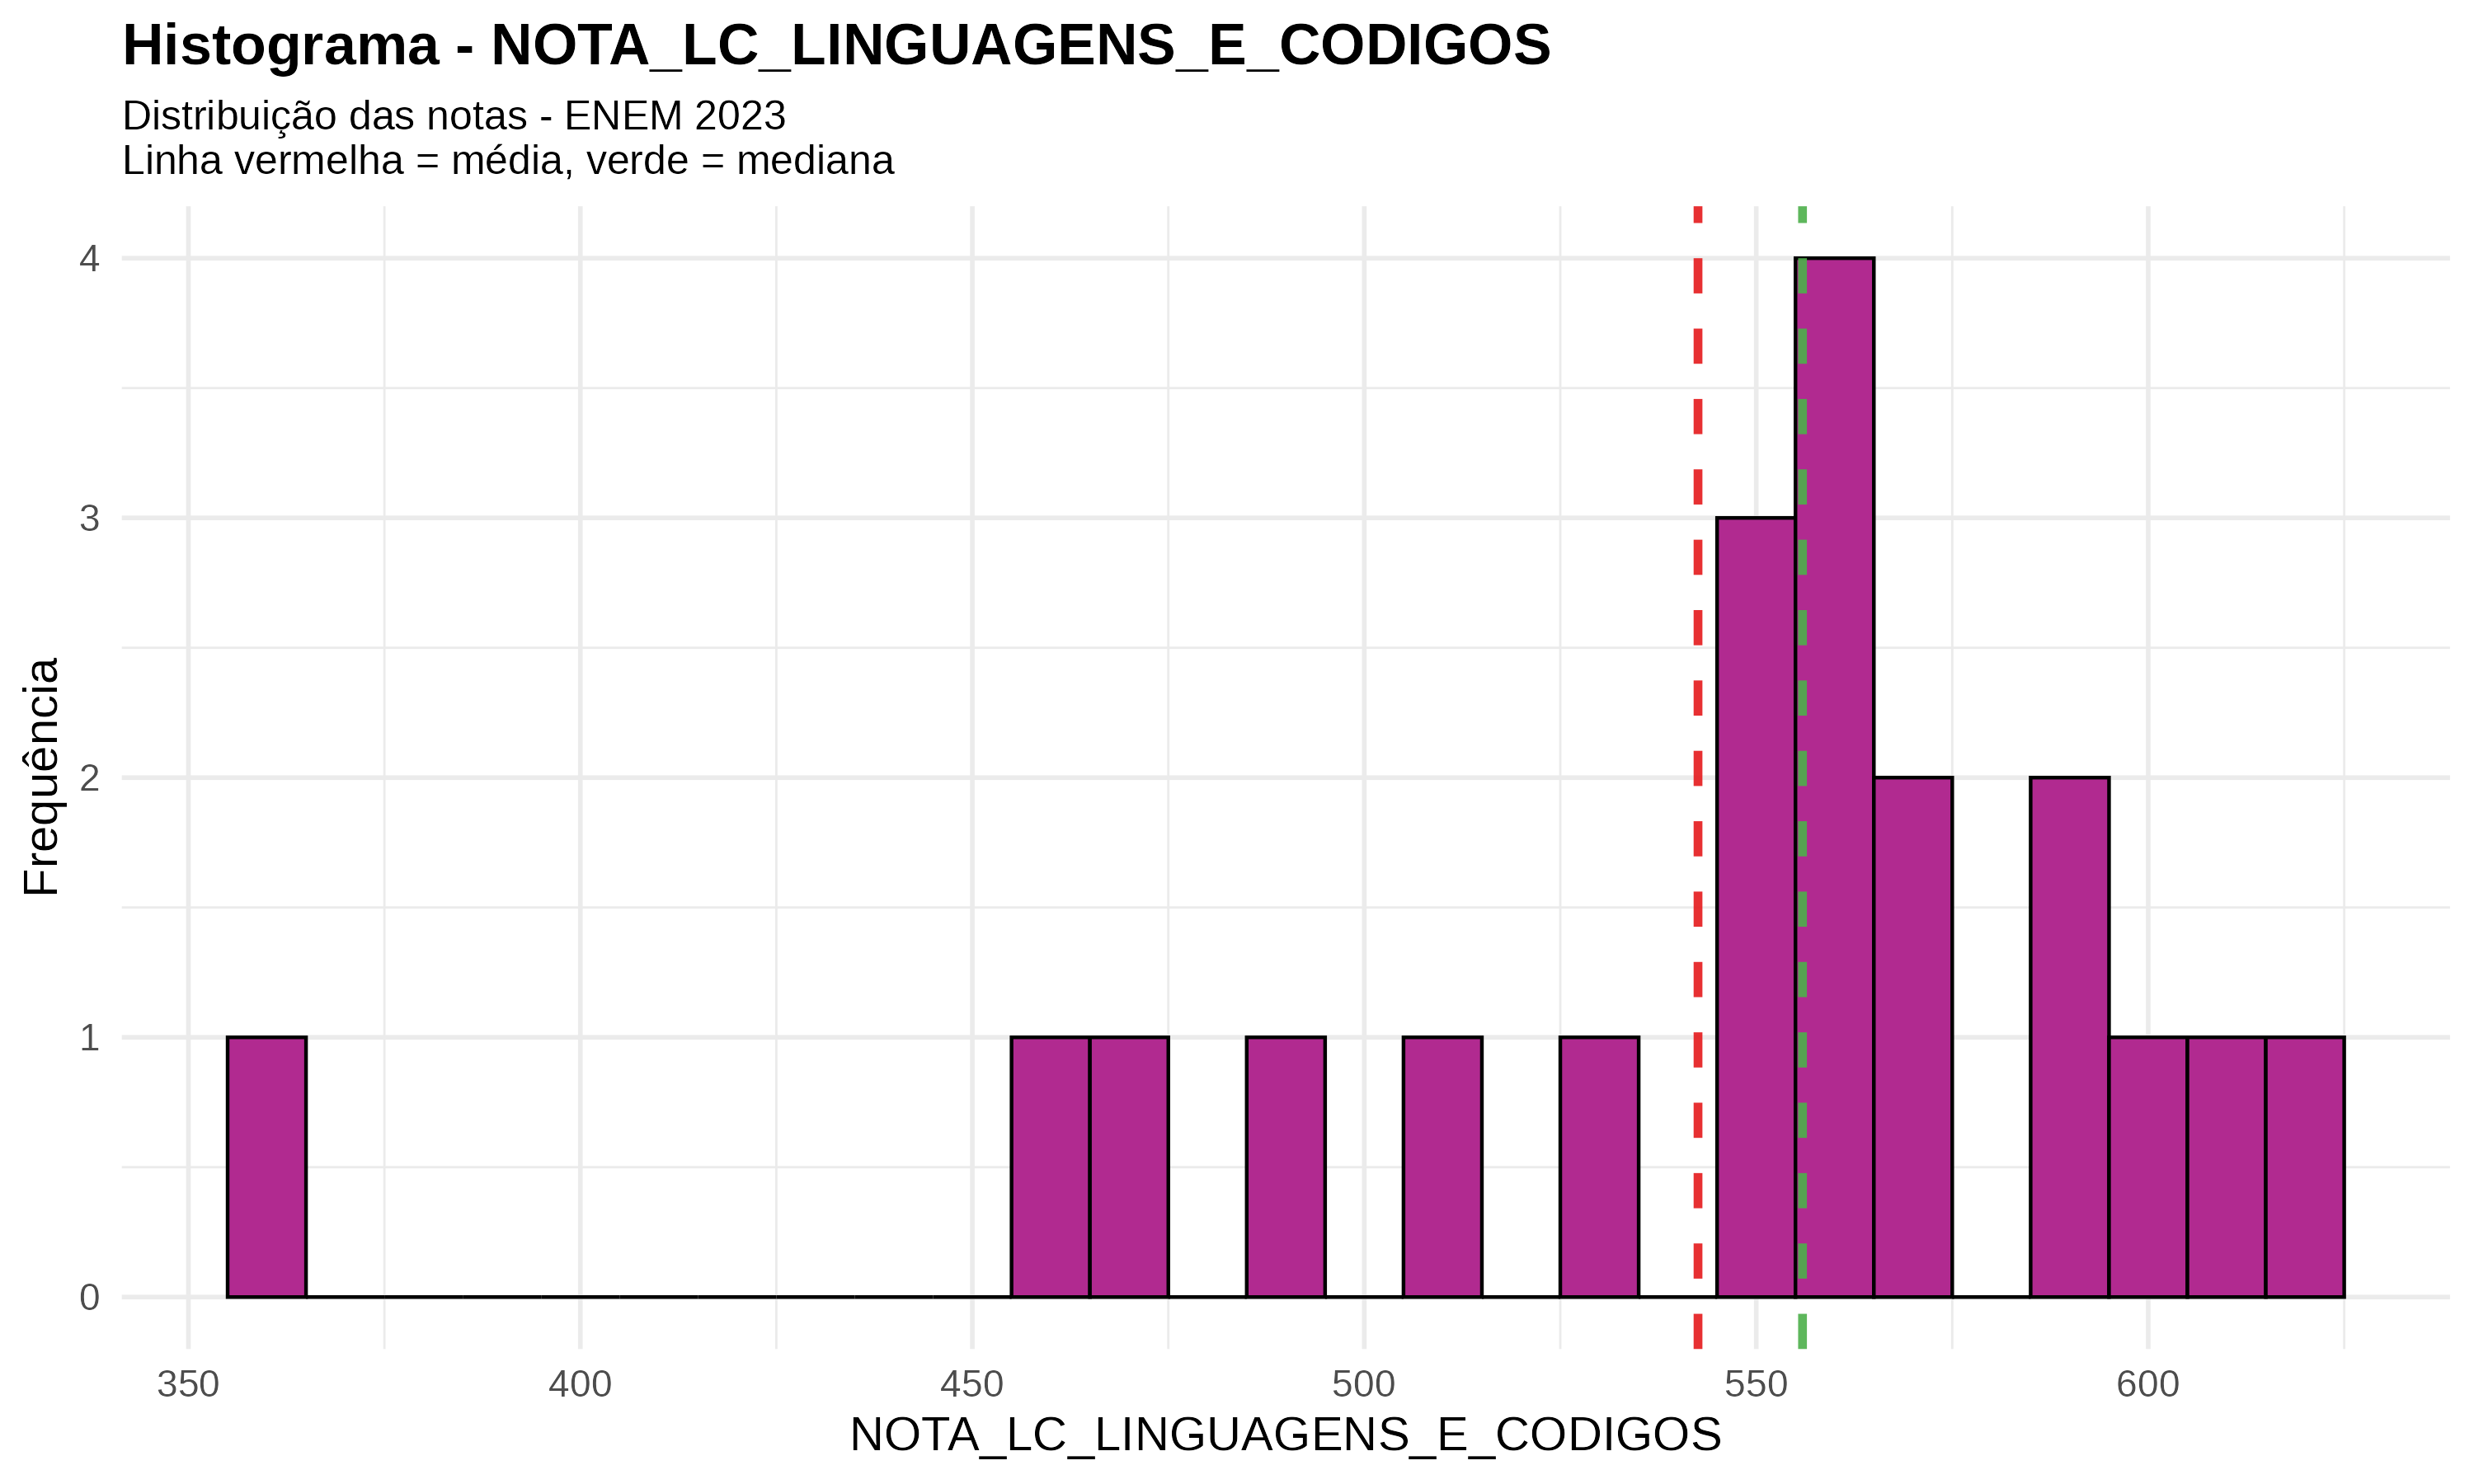 Histograma - NOTA_LC_LINGUAGENS_E_CODIGOS
Distribuição das notas - ENEM 2023
Linha vermelha = média, verde = mediana
Frequência
4
3
2
1
0
350 400 450 500 550 600
NOTA_LC_LINGUAGENS_E_CODIGOS